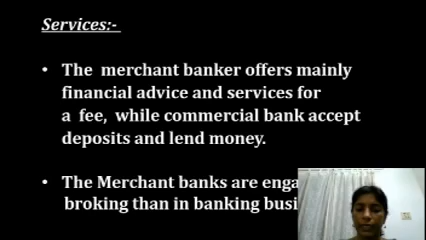 Services:-
• The merchant banker offers mainly
financial advice and services for
a fee, while commercial bank accept
deposits and lend money.
• The Merchant banks are
broking than in banking